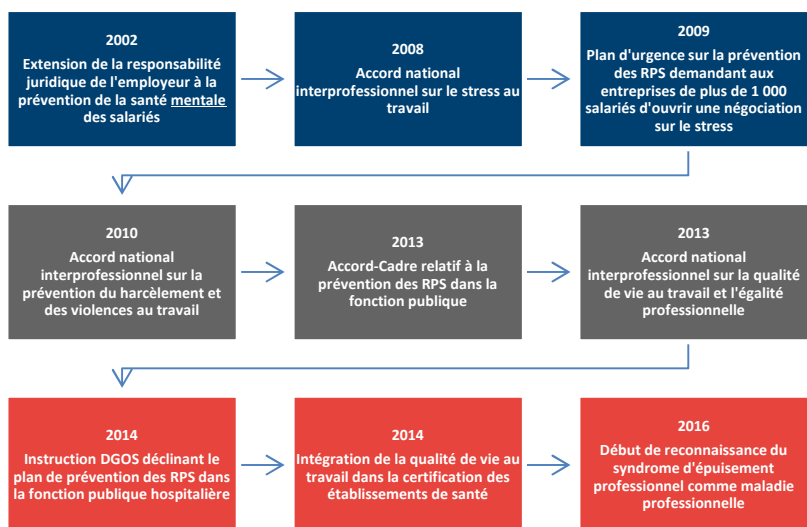 2002
Extension de la responsabilité
juridique de l'employeur à la
prévention de la santé mentale
des salariés
2008
Accord national
interprofessionnel sur le stress au
travail
2009
Plan d'urgence sur la prévention
des RPS demandant aux
entreprises de plus de 1 000
salariés d'ouvrir une négociation
sur le stress
2010
Accord national
interprofessionnel sur la
prévention du harcèlement et
des violences au travail
2013
Accord-Cadre relatif à la
prévention des RPS dans la
fonction publique
2013
Accord national
interprofessionnel sur la qualité
de vie au travail et l'égalité
professionnelle
2014
Instruction DGOS déclinant le
plan de prévention des RPS dans
la fonction publique hospitalière
2014
Intégration de la qualité de vie au
travail dans la certification des
établissements de santé
2016
Début de reconnaissance du
syndrome d'épuisement
professionnel comme maladie
professionnelle